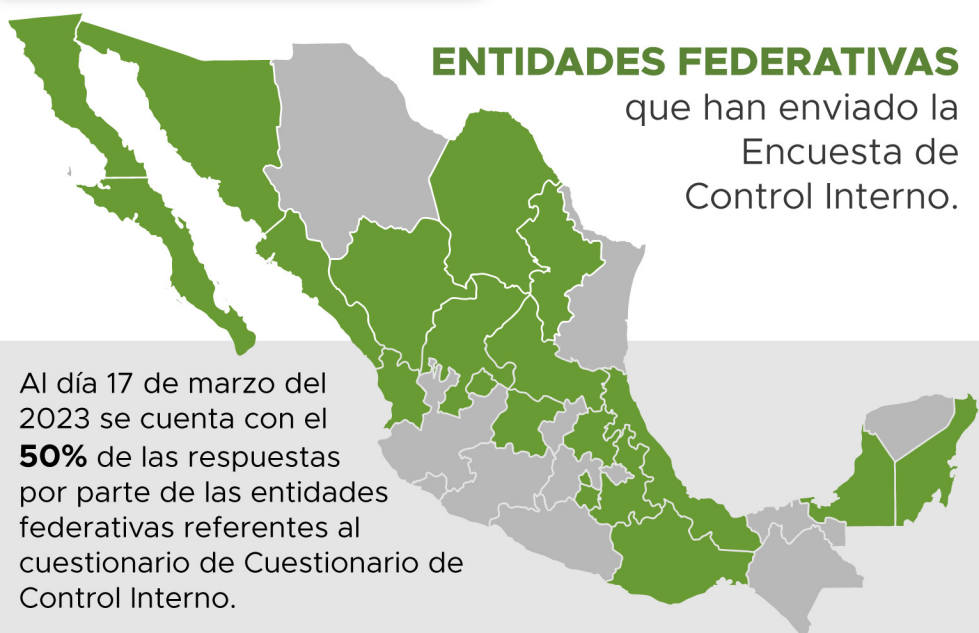 ENTIDADES FEDERATIVAS
que han enviado la
Encuesta de
Control Interno.
Al día 17 de marzo del
2023 se cuenta con el
50% de las respuestas
por parte de las entidades
federativas referentes al
cuestionario de Cuestionario de
Control Interno.